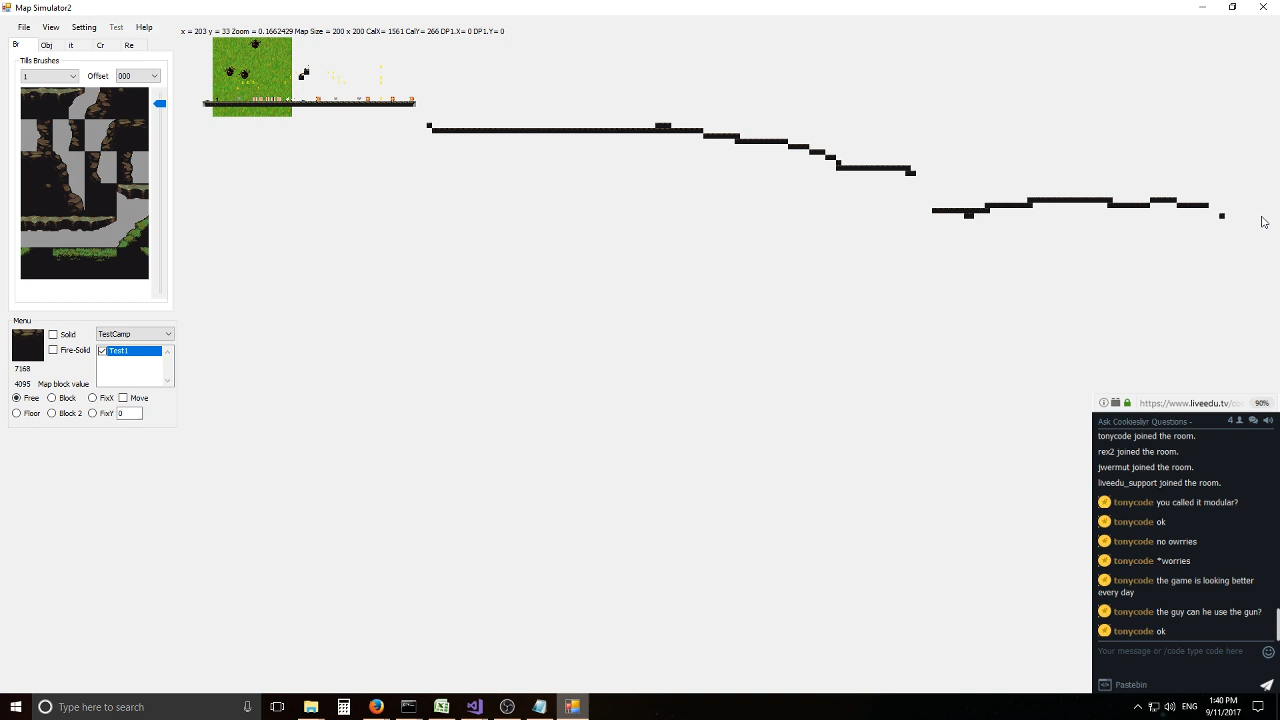 Map Simulator2
File View Setting Test Help
x = 203 y = 33 Zoom = 0.1662429 Map Size = 200 x 200 CalX= 1561 CalY= 266 DP1.X= 0 DP1.Y= 0
Br Obj it Cr Re
Tills Brushes
1 Offset 000
Menu
Solid TestCamp
Fire-Solid Test1
7168
4095 Map block value
Free Block FixX Move
Floor Block 2 FixY 0
https://www.liveedu.tv/co 90%
Ask Cookiesliyr Questions - 4
tonycode joined the room.
rex2 joined the room.
jwermut joined the room.
liveedu_support joined the room.
tonycode you called it modular?
tonycode ok
tonycode no owrries
tonycode *worries
tonycode the game is looking better
every day
tonycode the guy can he use the gun?
tonycode ok
Your message or /code type code here
Pastebin
Type here to search
ENG
1:40 PM
9/11/2017